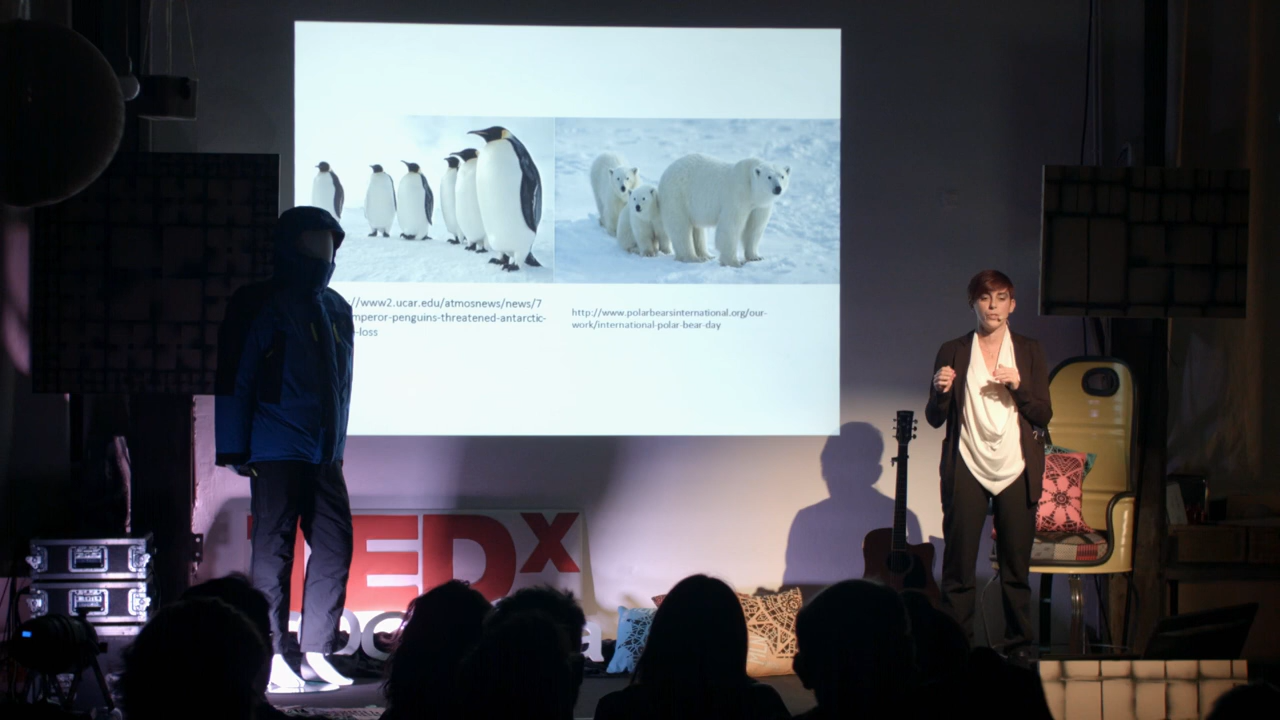 //www2.ucar.edu/atmosnews/news/7
mperor-penguins-threatened-antarctic-
-loss
http://www.polarbearsinternational.org/our-
work/international-polar-bear-day
TEDx